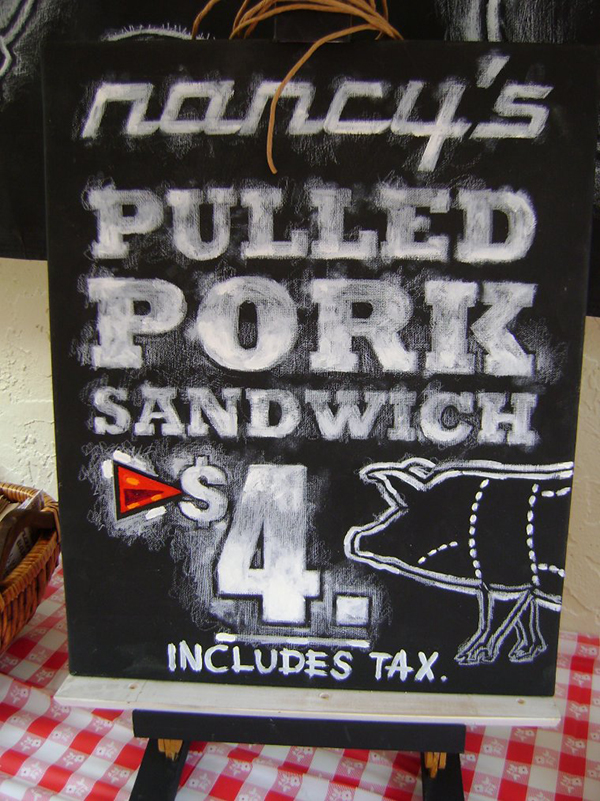 nancy's
PULLED
PORK
SANDWICH
$4.
INCLUDES TAX.